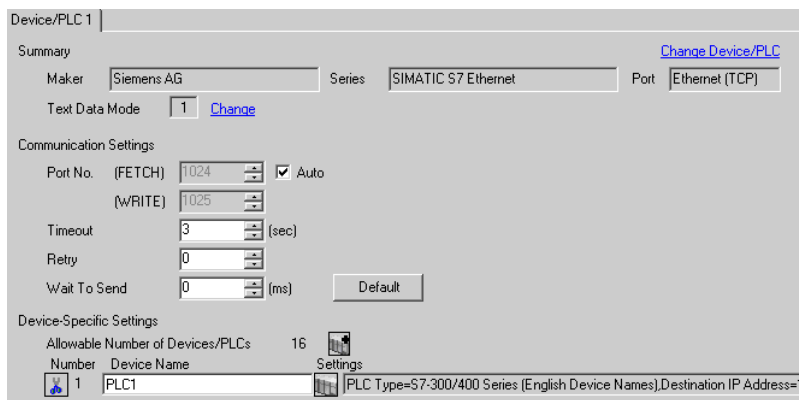 Device/PLC 1
Summary Change Device/PLC
Maker Siemens AG Series SIMATIC S7 Ethernet Port Ethernet (TCP)
Text Data Mode 1 Change
Communication Settings
Port No. (FETCH) 1024 Auto
(WRITE) 1025
Timeout 3 (sec)
Retry 0
Wait To Send 0 (ms) Default
Device-Specific Settings
Allowable Number of Devices/PLCs 16
Number Device Name Settings
1 PLC1 PLC Type=S7-300/400 Series (English Device Names),Destination IP Address=